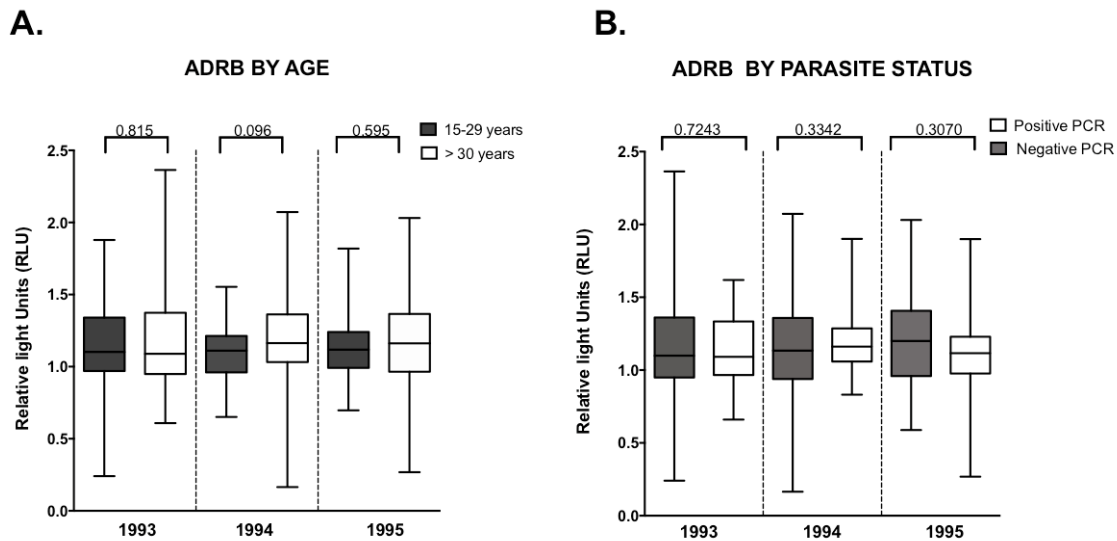 A.
ADRB BY AGE
0.815
0.096
0.595
15-29 years
> 30 years
Relative light Units (RLU)
2.5
2.0
1.5
1.0
0.5
0.0
1993
1994
1995
B.
ADRB BY PARASITE STATUS
0.7243
0.3342
0.3070
Positive PCR
Negative PCR
Relative light Units (RLU)
2.5
2.0
1.5
1.0
0.5
0.0
1993
1994
1995